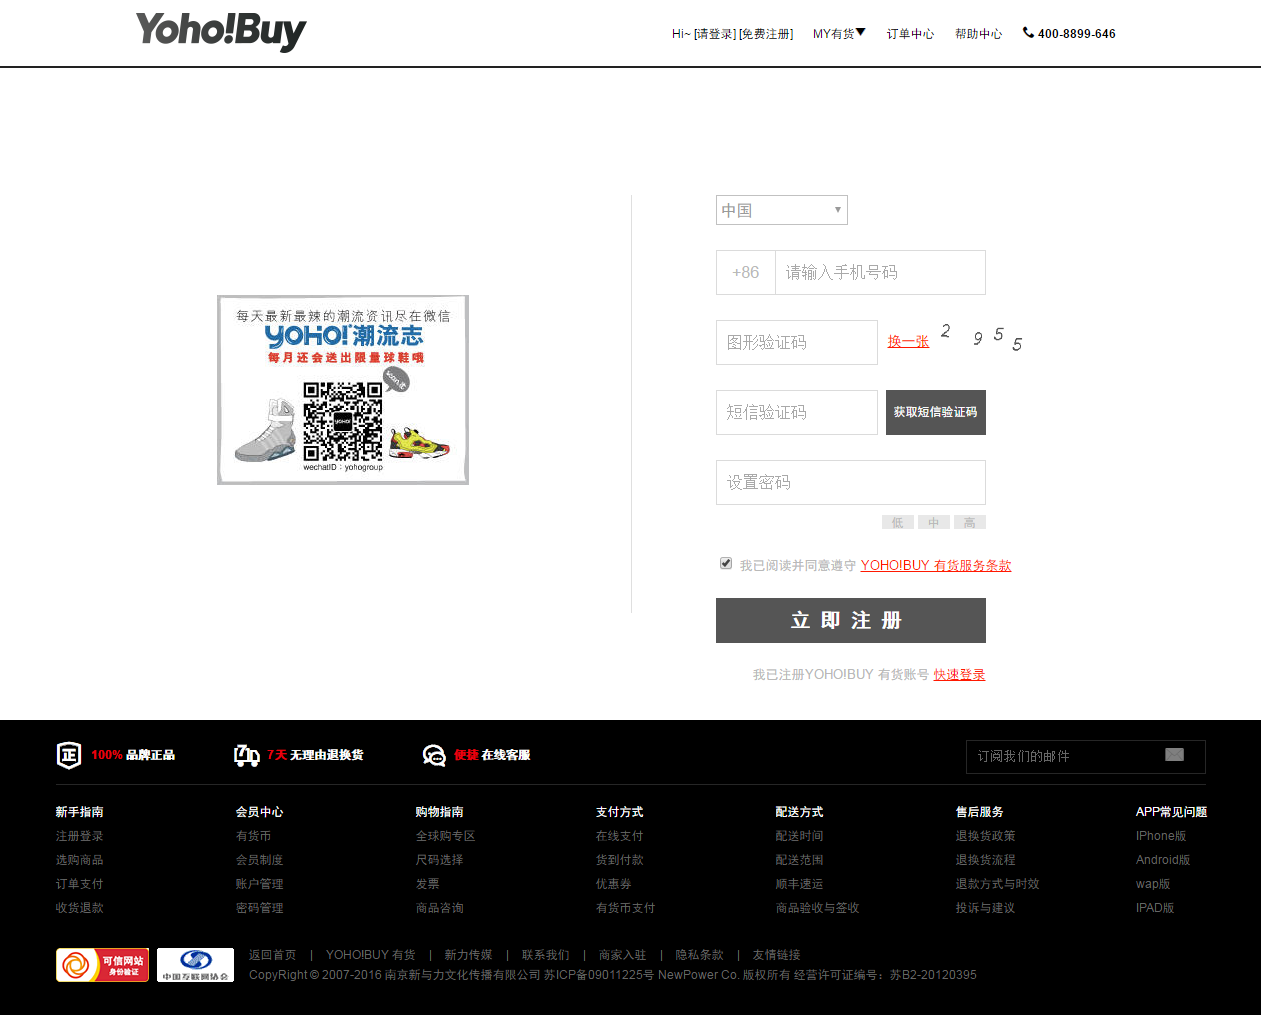 Yoho!Buy
Hi~ [请登录] [免费注册] MY有货 订单中心 帮助中心 400-8899-646
每天最新最辣的潮流资讯尽在微信
YOHO!潮流志
每月还会送出限量球鞋哦
YOHO!
wechatID：yohogroup
中国
+86 请输入手机号码
图形验证码 换一张 2 9 5 5
短信验证码 获取短信验证码
设置密码
低 中 高
我已阅读并同意遵守 YOHO!BUY 有货服务条款
立即注册
我已注册YOHO!BUY 有货账号 快速登录
正 100% 品牌正品 7 7天 无理由退换货 便捷 在线客服 订阅我们的邮件
新手指南 会员中心 购物指南 支付方式 配送方式 售后服务 APP常见问题
注册登录 有货币 全球购专区 在线支付 配送时间 退换货政策 IPhone版
选购商品 会员制度 尺码选择 货到付款 配送范围 退换货流程 Android版
订单支付 账户管理 发票 优惠券 顺丰速运 退款方式与时效 wap版
收货退款 密码管理 商品咨询 有货币支付 商品验收与签收 投诉与建议 IPAD版
可信网站
身份验证
中国互联网协会
返回首页 | YOHO!BUY 有货 | 新力传媒 | 联系我们 | 商家入驻 | 隐私条款 | 友情链接
CopyRight © 2007-2016 南京新与力文化传播有限公司 苏ICP备09011225号 NewPower Co. 版权所有 经营许可证编号：苏B2-20120395